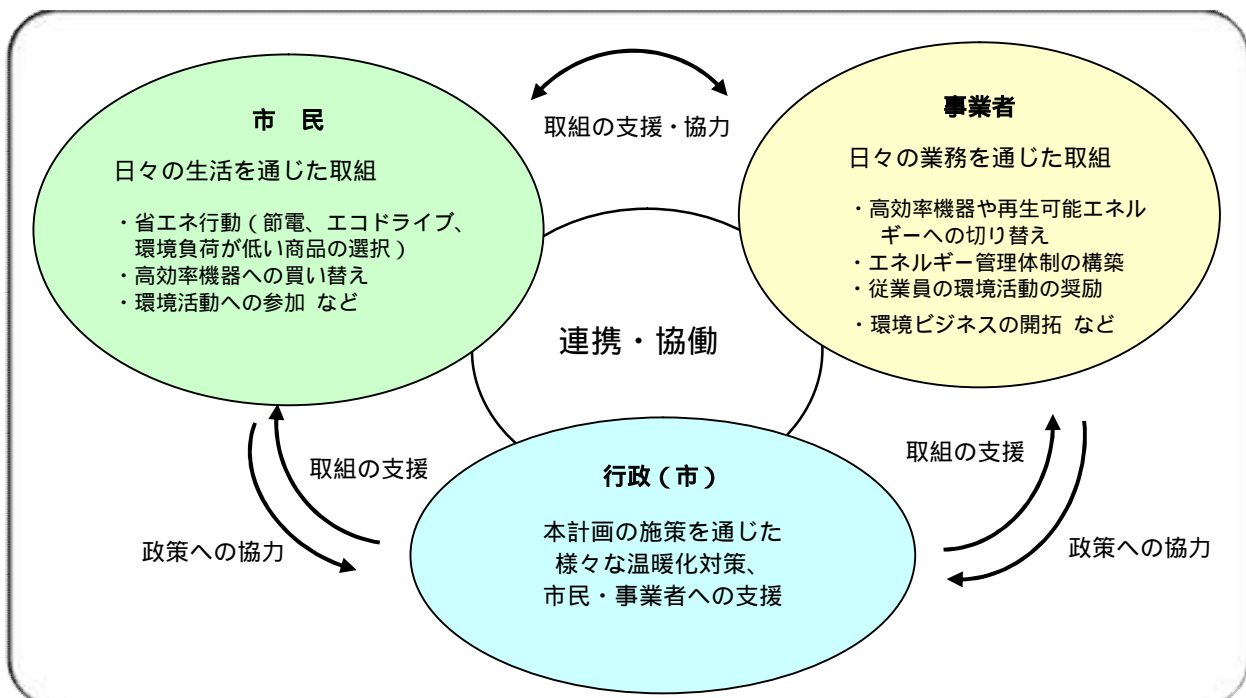 市　民
日々の生活を通じた取組
・省エネ行動（節電、エコドライブ、
環境負荷が低い商品の選択）
・高効率機器への買い替え
・環境活動への参加 など
取組の支援・協力
事業者
日々の業務を通じた取組
・高効率機器や再生可能エネル
ギーへの切り替え
・エネルギー管理体制の構築
・従業員の環境活動の奨励
・環境ビジネスの開拓 など
連携・協働
取組の支援
政策への協力
行政（市）
本計画の施策を通じた
様々な温暖化対策、
市民・事業者への支援
取組の支援
政策への協力